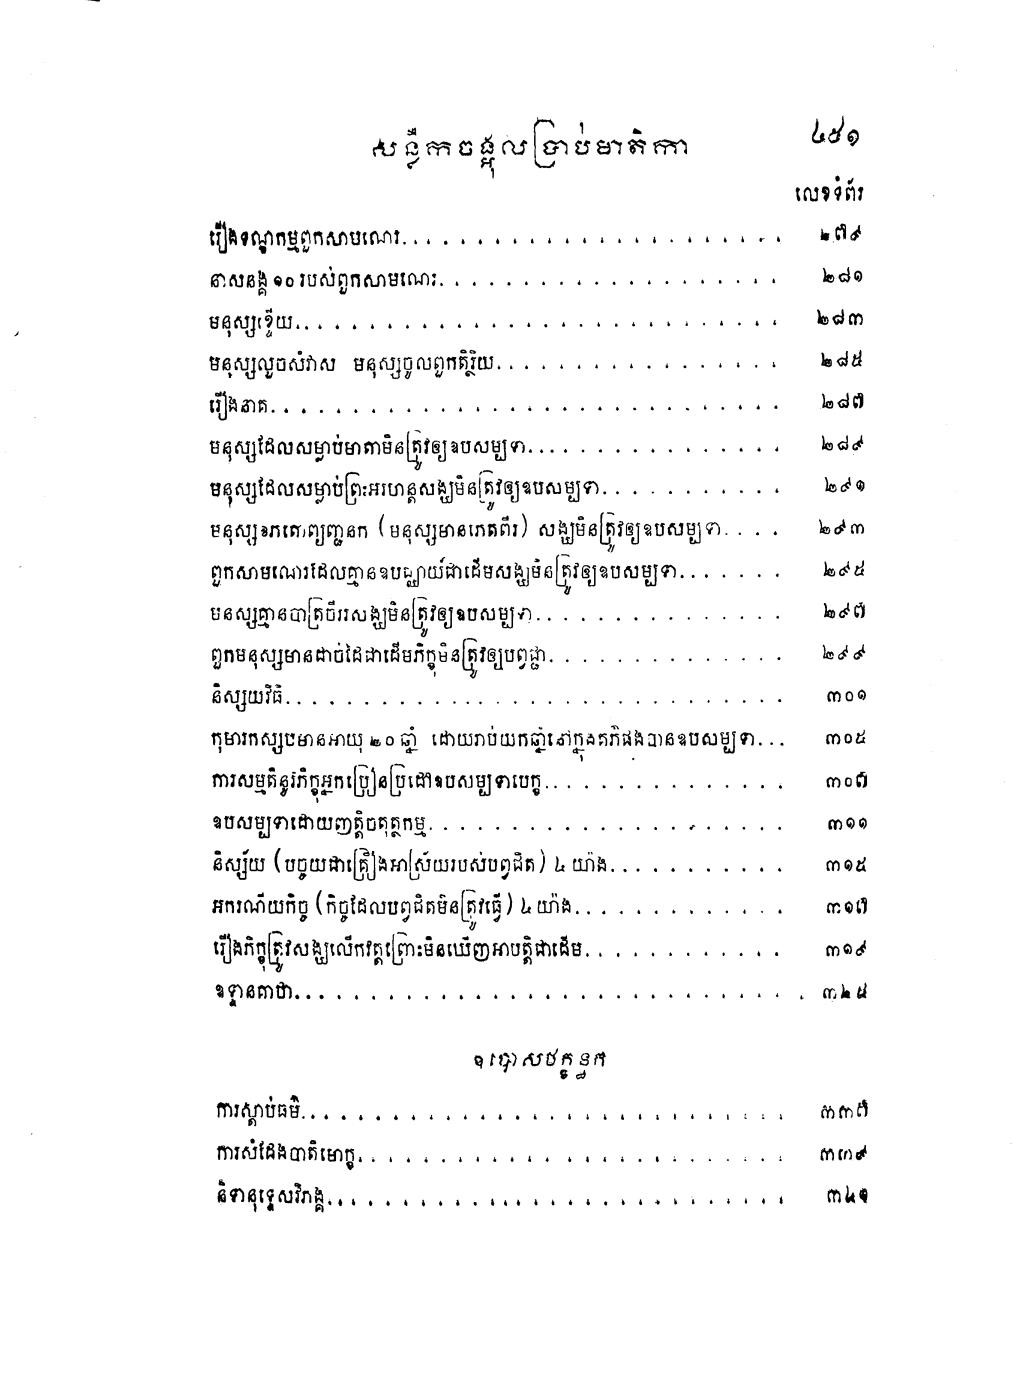 សន្លឹកចង្អុលប្រាប់មាតិកា ៤៥១
លេខទំព័រ
រឿងទណ្ឌកម្មពួកសាមណេរ. . . . . . . . . . . . . . . . . . . . . . ២៧៩
នាសនង្គ ១០ របស់ពួកសាមណេរ. . . . . . . . . . . . . . . . . . . . ២៨១
មនុស្សខ្ទើយ. . . . . . . . . . . . . . . . . . . . . . . . . . . ២៨៣
មនុស្សលួចសំវាស មនុស្សចូលពួកតិរ្ថិយ. . . . . . . . . . . . . . . . ២៨៥
រឿងនាគ. . . . . . . . . . . . . . . . . . . . . . . . . . . . ២៨៧
មនុស្សដែលសម្លាប់មាតាមិនត្រូវឲ្យឧបសម្បទា. . . . . . . . . . . . . . ២៨៩
មនុស្សដែលសម្លាប់ព្រះអរហន្តសង្ឃមិនត្រូវឲ្យឧបសម្បទា. . . . . . . . . . ២៩១
មនុស្សឧភតោព្យញ្ជនក (មនុស្សមានភេតពីរ) សង្ឃមិនត្រូវឲ្យឧបសម្បទា. . . . ២៩៣
ពួកសាមណេរដែលគ្មានឧបជ្ឈាយ៍ជាដើមសង្ឃមិនត្រូវឲ្យឧបសម្បទា. . . . . . . ២៩៥
មនុស្សគ្មានបាត្រចីវរសង្ឃមិនត្រូវឲ្យឧបសម្បទា. . . . . . . . . . . . . . ២៩៧
ពួកមនុស្សមានដាច់ដៃជាដើមភិក្ខុមិនត្រូវឲ្យបព្វជ្ជា. . . . . . . . . . . . . ២៩៩
និស្សយវិធី. . . . . . . . . . . . . . . . . . . . . . . . . . . . ៣០១
កុមារកស្សបមានអាយុ ២០ ឆ្នាំ ដោយរាប់យកឆ្នាំនៅក្នុងគភ៌ផងបានឧបសម្បទា. . . ៣០៥
ការសម្មតិនូវភិក្ខុអ្នកប្រៀនប្រដៅឧបសម្បទាបេក្ខ. . . . . . . . . . . . . . ៣០៧
ឧបសម្បទាដោយញត្តិចតុត្ថកម្ម. . . . . . . . . . . . . . . . . . . . ៣១១
និស្ស័យ (បច្ចយជាគ្រឿងអាស្រ័យរបស់បព្វជិត) ៤ យ៉ាង. . . . . . . . . . ៣១៥
អករណីយកិច្ច (កិច្ចដែលបព្វជិតមិនត្រូវធ្វើ) ៤ យ៉ាង. . . . . . . . . . . . ៣១៧
រឿងភិក្ខុត្រូវសង្ឃលើកវត្តព្រោះមិនឃើញអាបត្តិជាដើម. . . . . . . . . . . . ៣១៩
ឧទ្ទានគាថា. . . . . . . . . . . . . . . . . . . . . . . . . . . . ៣២៥
ឧបោសថក្ខន្ធក
ការស្តាប់ធម៌. . . . . . . . . . . . . . . . . . . . . . . . . . . ៣៣៧
ការសំដែងបាតិមោក្ខ. . . . . . . . . . . . . . . . . . . . . . . . ៣៣៩
និទានុទ្ទេសវិភង្គ. . . . . . . . . . . . . . . . . . . . . . . . . . ៣៤១